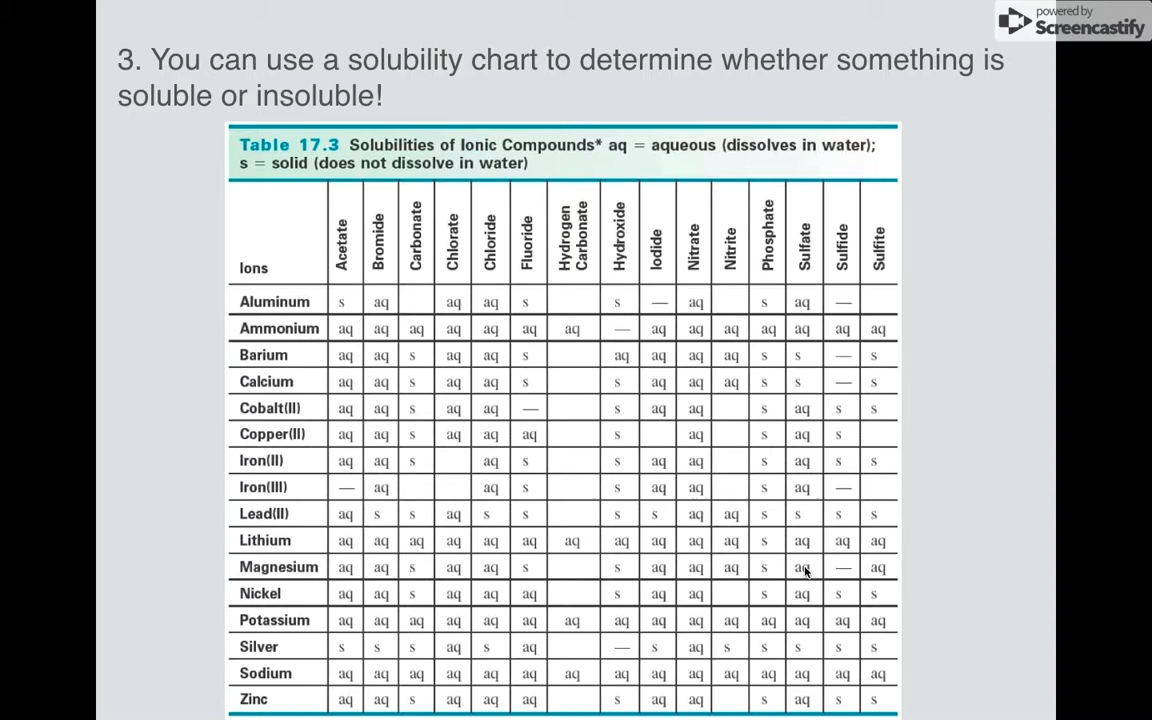 powered by
Screencastify
3. You can use a solubility chart to determine whether something is
soluble or insoluble!
Table 17.3 Solubilities of Ionic Compounds* aq = aqueous (dissolves in water);
s = solid (does not dissolve in water)
Ions Acetate Bromide Carbonate Chlorate Chloride Fluoride Hydrogen Carbonate Hydroxide Iodide Nitrate Nitrite Phosphate Sulfate Sulfide Sulfite
Aluminum s aq aq aq s s — aq s aq —
Ammonium aq aq aq aq aq aq aq — aq aq aq aq aq aq aq
Barium aq aq s aq aq s aq aq aq aq s s — s
Calcium aq aq s aq aq s s aq aq aq s s — s
Cobalt(II) aq aq s aq aq — s aq aq s aq s s
Copper(II) aq aq s aq aq aq s aq s aq s
Iron(II) aq aq s aq s s aq aq s aq s s
Iron(III) — aq aq s s aq aq s aq —
Lead(II) aq s s aq s s s s aq aq s s s s
Lithium aq aq aq aq aq aq aq aq aq aq aq s aq aq aq
Magnesium aq aq s aq aq s s aq aq aq s aq — aq
Nickel aq aq s aq aq aq s aq aq s aq s s
Potassium aq aq aq aq aq aq aq aq aq aq aq aq aq aq aq
Silver s s s aq s aq — s aq s s s s s
Sodium aq aq aq aq aq aq aq aq aq aq aq aq aq aq aq
Zinc aq aq s aq aq aq s aq aq s aq s s